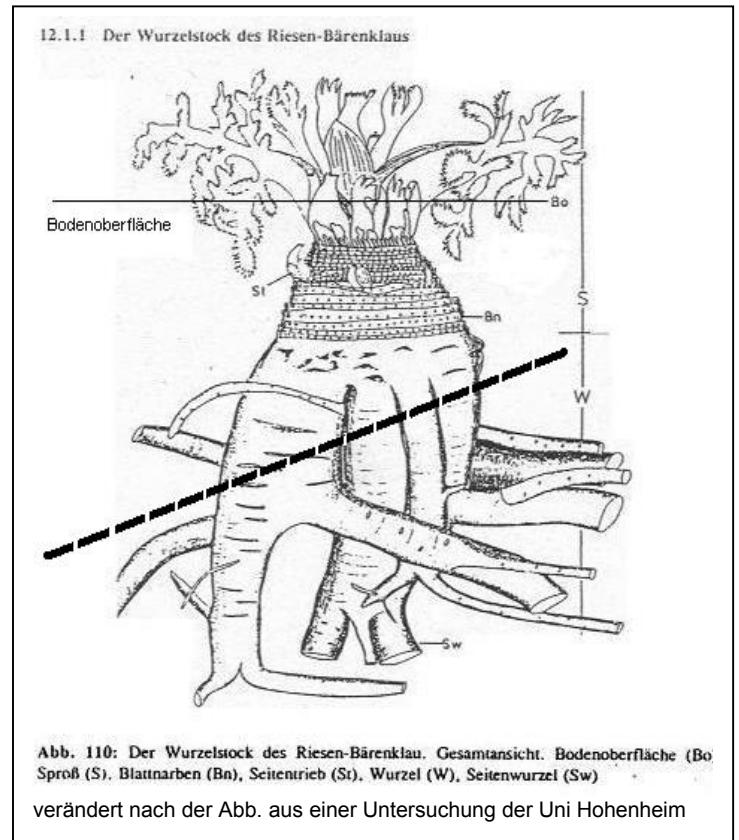 12.1.1 Der Wurzelstock des Riesen-Bärenklaus
Bo
Bodenoberfläche
St
S
Bn
W
Sw
Abb. 110: Der Wurzelstock des Riesen-Bärenklau. Gesamtansicht. Bodenoberfläche (Bo
Sproß (S). Blattnarben (Bn), Seitentrieb (St), Wurzel (W), Seitenwurzel (Sw)
verändert nach der Abb. aus einer Untersuchung der Uni Hohenheim